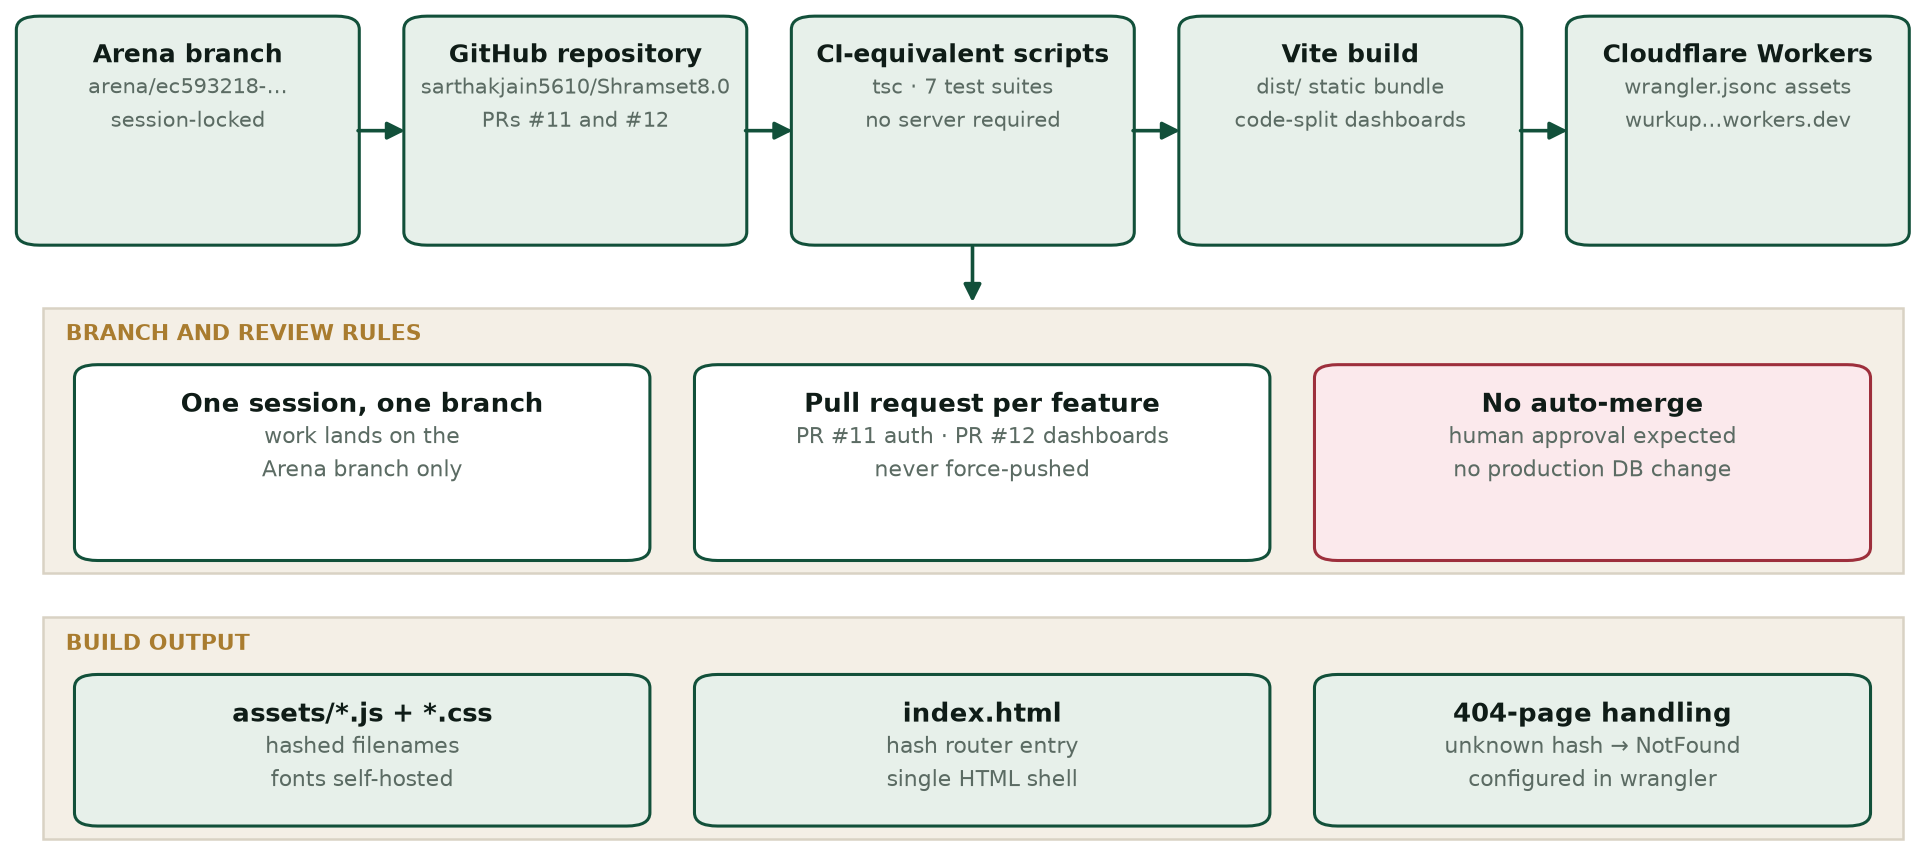 Arena branch
arena/ec593218-...
session-locked
GitHub repository
sarthakjain5610/Shramset8.0
PRs #11 and #12
CI-equivalent scripts
tsc · 7 test suites
no server required
Vite build
dist/ static bundle
code-split dashboards
Cloudflare Workers
wrangler.jsonc assets
wurkup...workers.dev
BRANCH AND REVIEW RULES
One session, one branch
work lands on the
Arena branch only
Pull request per feature
PR #11 auth · PR #12 dashboards
never force-pushed
No auto-merge
human approval expected
no production DB change
BUILD OUTPUT
assets/*.js + *.css
hashed filenames
fonts self-hosted
index.html
hash router entry
single HTML shell
404-page handling
unknown hash → NotFound
configured in wrangler